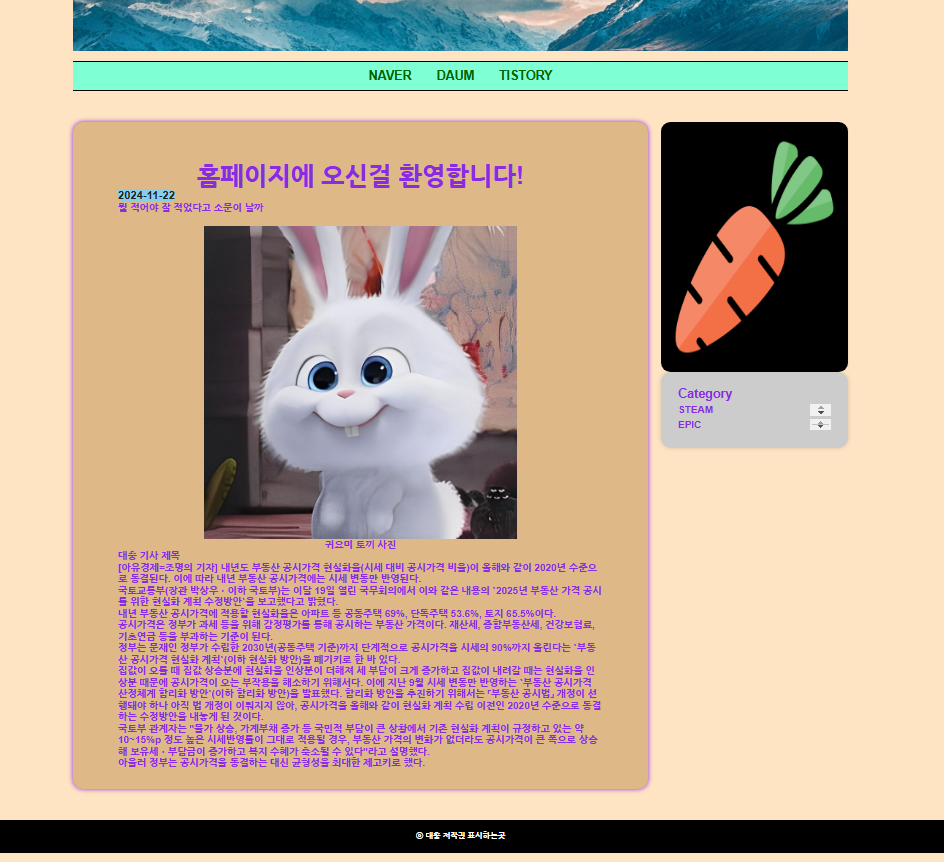 NAVER DAUM TISTORY
홈페이지에 오신걸 환영합니다!
2024-11-22
뭘 적어야 잘 적었다고 소문이 날까
귀요미 토끼 사진
대충 기사 제목
[아유경제=조명의 기자] 내년도 부동산 공시가격 현실화율(시세 대비 공시가격 비율)이 올해와 같이 2020년 수준으
로 동결된다. 이에 따라 내년 부동산 공시가격에는 시세 변동만 반영된다.
국토교통부(장관 박상우ㆍ이하 국토부)는 이달 19일 열린 국무회의에서 이와 같은 내용의 `2025년 부동산 가격 공시
를 위한 현실화 계획 수정방안`을 보고했다고 밝혔다.
내년 부동산 공시가격에 적용할 현실화율은 아파트 등 공동주택 69%, 단독주택 53.6%, 토지 65.5%이다.
공시가격은 정부가 과세 등을 위해 감정평가를 통해 공시하는 부동산 가격이다. 재산세, 종합부동산세, 건강보험료,
기초연금 등을 부과하는 기준이 된다.
정부는 문재인 정부가 수립한 2030년(공동주택 기준)까지 단계적으로 공시가격을 시세의 90%까지 올린다는 `부동
산 공시가격 현실화 계획`(이하 현실화 방안)을 폐기키로 한 바 있다.
집값이 오를 때 집값 상승분에 현실화율 인상분이 더해져 세 부담이 크게 증가하고 집값이 내려갈 때는 현실화율 인
상분 때문에 공시가격이 오는 부작용을 해소하기 위해서다. 이에 지난 9월 시세 변동만 반영하는 `부동산 공시가격
산정체계 합리화 방안`(이하 합리화 방안)을 발표했다. 합리화 방안을 추진하기 위해서는 「부동산 공시법」 개정이 선
행돼야 하나 아직 법 개정이 이뤄지지 않아, 공시가격을 올해와 같이 현실화 계획 수립 이전인 2020년 수준으로 동결
하는 수정방안을 내놓게 된 것이다.
국토부 관계자는 "물가 상승, 가계부채 증가 등 국민적 부담이 큰 상황에서 기존 현실화 계획이 규정하고 있는 약
10~15%p 정도 높은 시세반영률이 그대로 적용될 경우, 부동산 가격의 변화가 없더라도 공시가격이 큰 폭으로 상승
해 보유세ㆍ부담금이 증가하고 복지 수혜가 축소될 수 있다"라고 설명했다.
아울러 정부는 공시가격을 동결하는 대신 균형성을 최대한 제고키로 했다.
Category
STEAM
EPIC
ⓒ 대충 저작권 표시하는곳